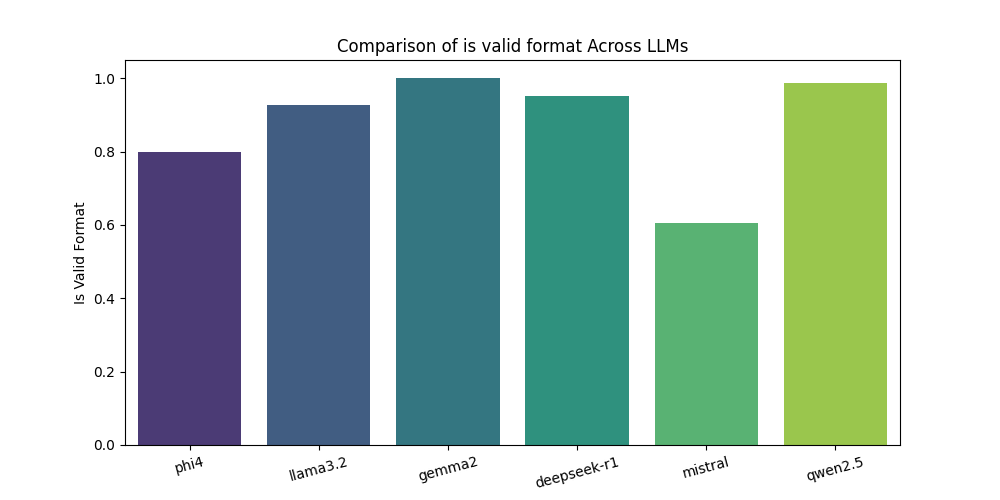 Comparison of is valid format Across LLMs
Is Valid Format
1.0
0.8
0.6
0.4
0.2
0.0
phi4
llama3.2
gemma2
deepseek-r1
mistral
qwen2.5